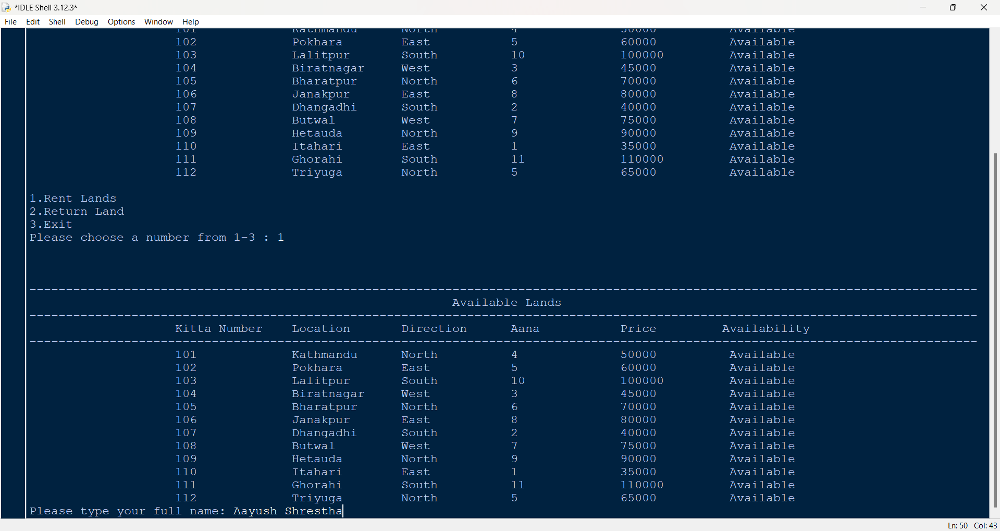 *IDLE Shell 3.12.3*
File Edit Shell Debug Options Window Help
101 Kathmandu North 4 50000 Available
102 Pokhara East 5 60000 Available
103 Lalitpur South 10 100000 Available
104 Biratnagar West 3 45000 Available
105 Bharatpur North 6 70000 Available
106 Janakpur East 8 80000 Available
107 Dhangadhi South 2 40000 Available
108 Butwal West 7 75000 Available
109 Hetauda North 9 90000 Available
110 Itahari East 1 35000 Available
111 Ghorahi South 11 110000 Available
112 Triyuga North 5 65000 Available
1.Rent Lands
2.Return Land
3.Exit
Please choose a number from 1-3 : 1
Available Lands
Kitta Number Location Direction Aana Price Availability
101 Kathmandu North 4 50000 Available
102 Pokhara East 5 60000 Available
103 Lalitpur South 10 100000 Available
104 Biratnagar West 3 45000 Available
105 Bharatpur North 6 70000 Available
106 Janakpur East 8 80000 Available
107 Dhangadhi South 2 40000 Available
108 Butwal West 7 75000 Available
109 Hetauda North 9 90000 Available
110 Itahari East 1 35000 Available
111 Ghorahi South 11 110000 Available
112 Triyuga North 5 65000 Available
Please type your full name: Aayush Shrestha
Ln: 50 Col: 43